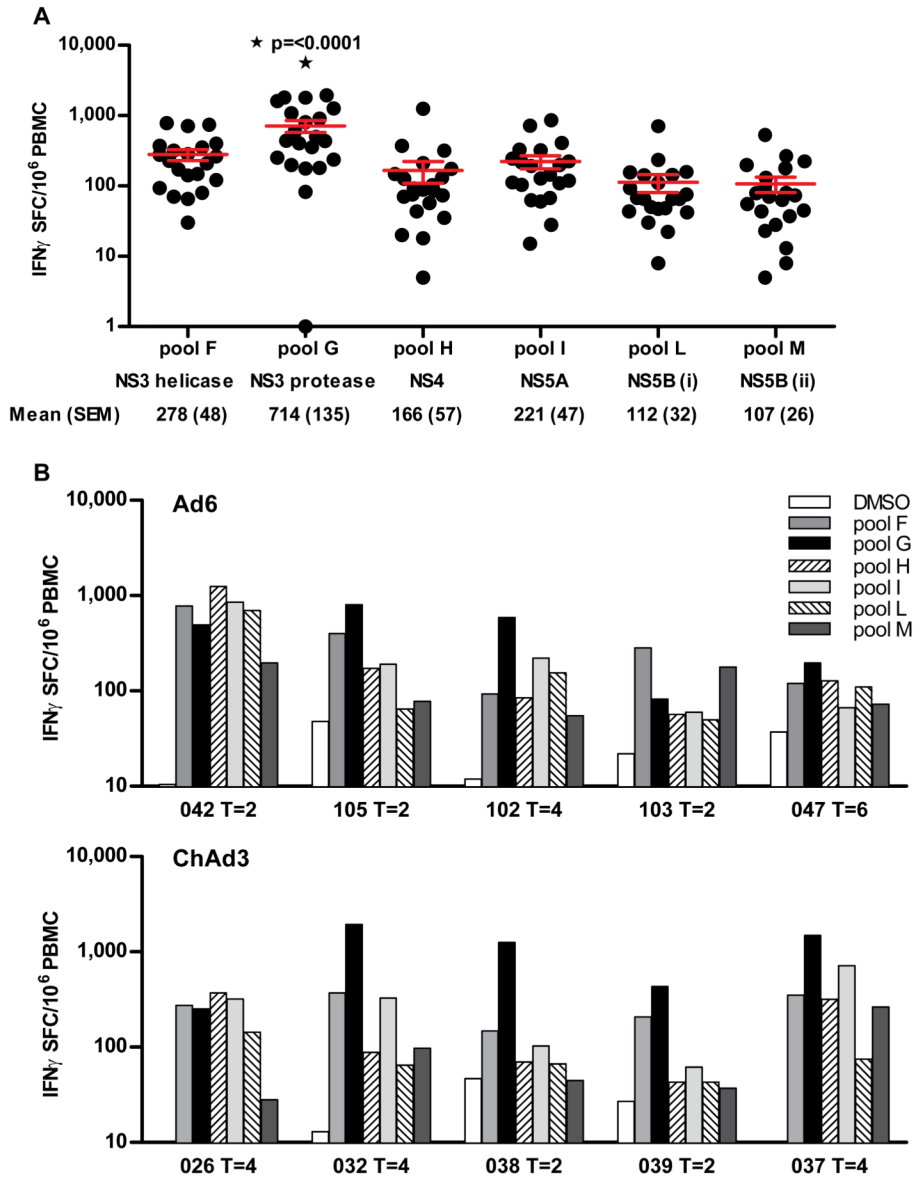 A
★ p=<0.0001
★
IFNγ SFC/10⁶ PBMC
10,000
1,000
100
10
1
pool F pool G pool H pool I pool L pool M
NS3 helicase NS3 protease NS4 NS5A NS5B (i) NS5B (ii)
Mean (SEM) 278 (48) 714 (135) 166 (57) 221 (47) 112 (32) 107 (26)
B
Ad6
IFNγ SFC/10⁶ PBMC
10,000
1,000
100
10
DMSO
pool F
pool G
pool H
pool I
pool L
pool M
042 T=2 105 T=2 102 T=4 103 T=2 047 T=6
ChAd3
IFNγ SFC/10⁶ PBMC
10,000
1,000
100
10
026 T=4 032 T=4 038 T=2 039 T=2 037 T=4